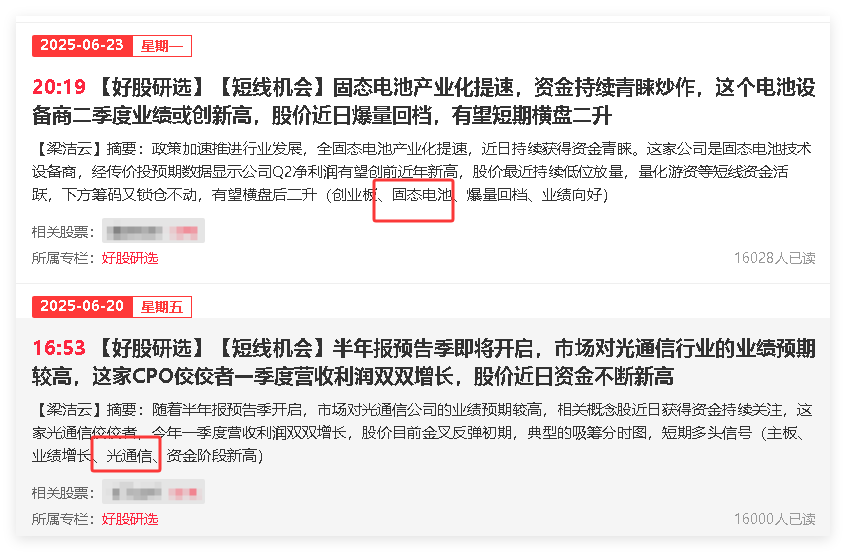 2025-06-23 星期一
20:19 【好股研选】【短线机会】固态电池产业化提速，资金持续青睐炒作，这个电池设
备商二季度业绩或创新高，股价近日爆量回档，有望短期横盘二升
【梁洁云】摘要：政策加速推进行业发展，全固态电池产业化提速，近日持续获得资金青睐。这家公司是固态电池技术
设备商，经传价投预期数据显示公司Q2净利润有望创前近年新高，股价最近持续低位放量，量化游资等短线资金活
跃，下方筹码又锁仓不动，有望横盘后二升（创业板、固态电池、爆量回档、业绩向好）
相关股票：
所属专栏：好股研选
16028人已读
2025-06-20 星期五
16:53 【好股研选】【短线机会】半年报预告季即将开启，市场对光通信行业的业绩预期
较高，这家CPO佼佼者一季度营收利润双双增长，股价近日资金不断新高
【梁洁云】摘要：随着半年报预告季开启，市场对光通信公司的业绩预期较高，相关概念股近日获得资金持续关注，这
家光通信佼佼者，今年一季度营收利润双双增长，股价目前金叉反弹初期，典型的吸筹分时图，短期多头信号（主板、
业绩增长、光通信、资金阶段新高）
相关股票：
所属专栏：好股研选
16000人已读